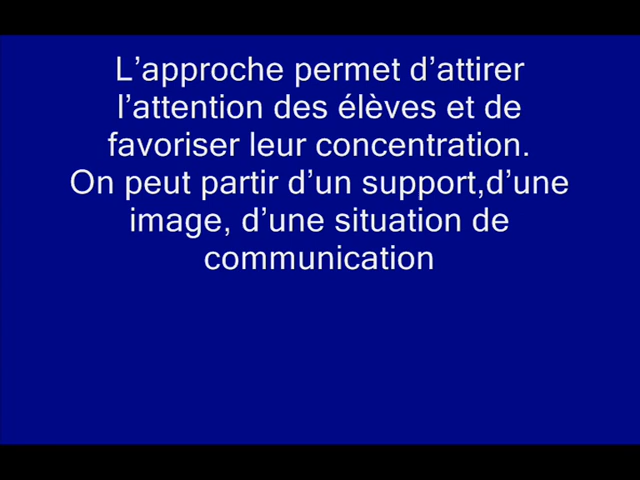 L’approche permet d’attirer
l’attention des élèves et de
favoriser leur concentration.
On peut partir d’un support,d’une
image, d’une situation de
communication